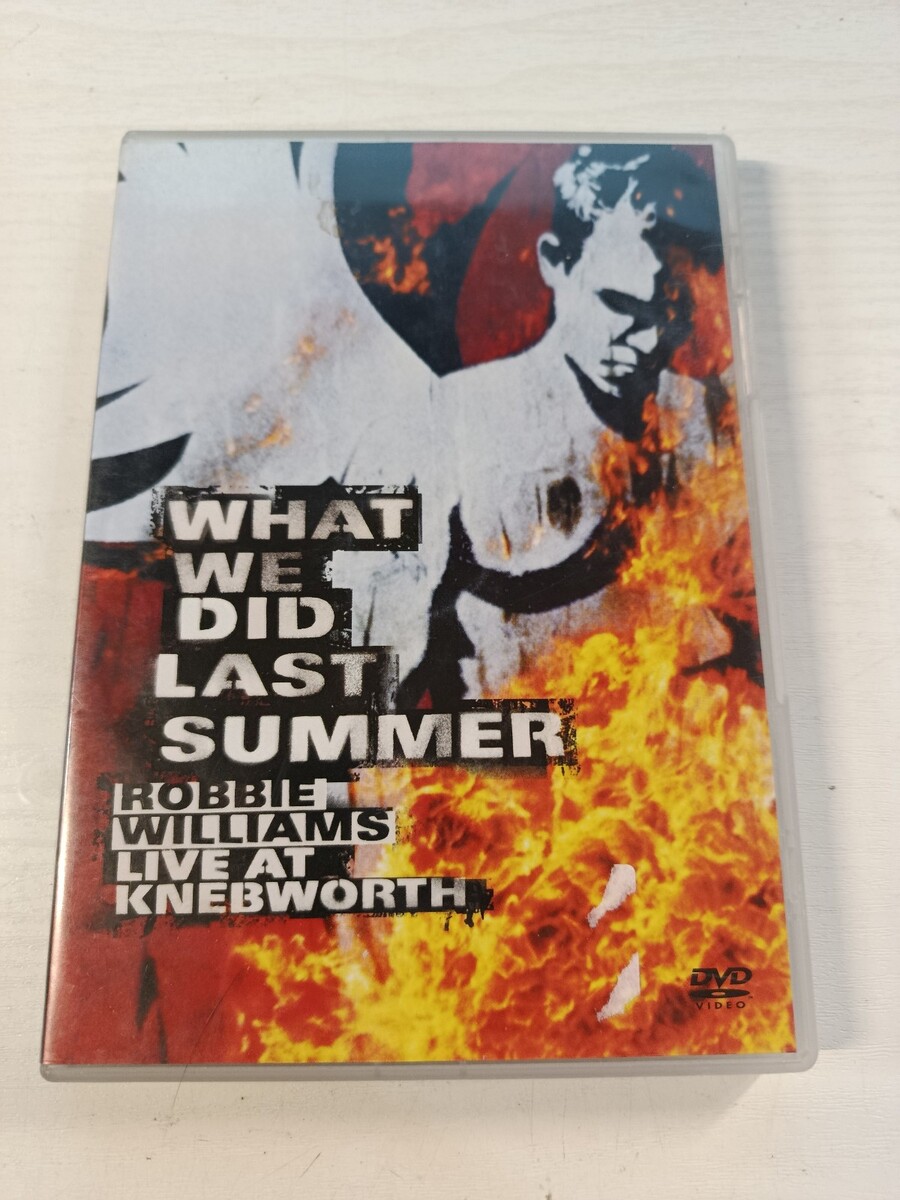 WHAT
WE
DID
LAST
SUMMER
ROBBIE
WILLIAMS
LIVE AT
KNEBWORTH
DVD
VIDEO